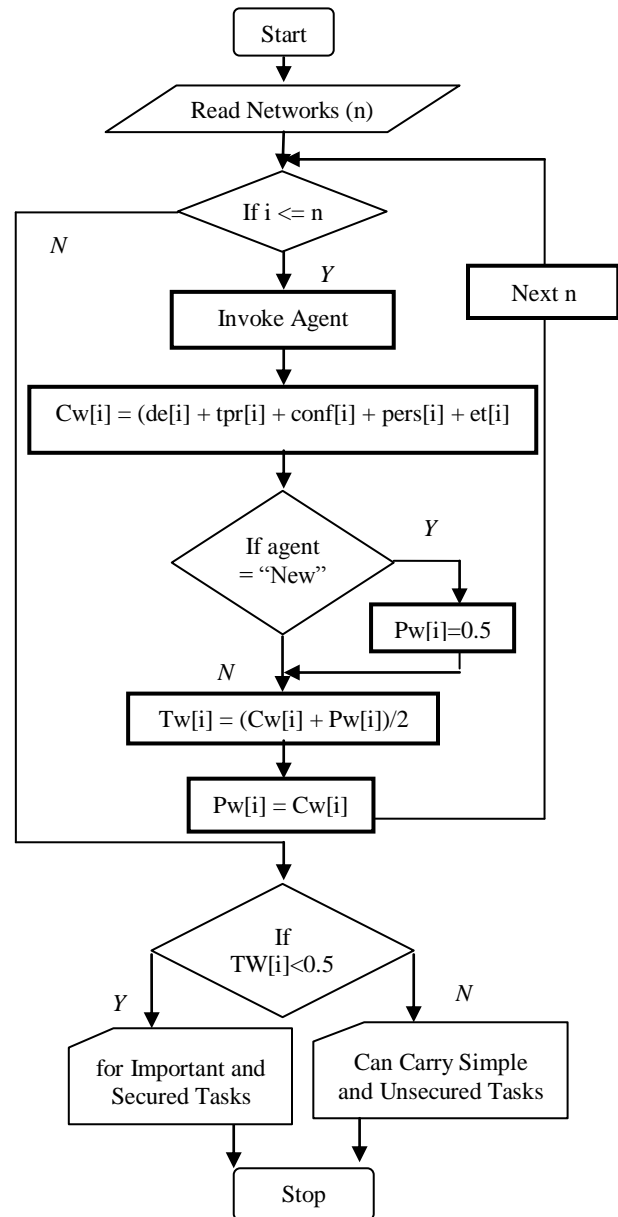 Start
Read Networks (n)
If i <= n
N
Y
Next n
Invoke Agent
Cw[i] = (de[i] + tpr[i] + conf[i] + pers[i] + et[i]
If agent
= “New”
Y
Pw[i]=0.5
N
Tw[i] = (Cw[i] + Pw[i])/2
Pw[i] = Cw[i]
If
TW[i]<0.5
Y
N
for Important and
Secured Tasks
Can Carry Simple
and Unsecured Tasks
Stop